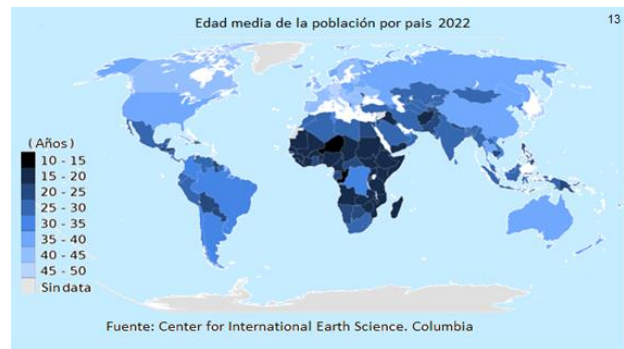 Edad media de la población por pais 2022
13
(Años)
10 - 15
15 - 20
20 - 25
25 - 30
30 - 35
35 - 40
40 - 45
45 - 50
Sin data
Fuente: Center for International Earth Science. Columbia